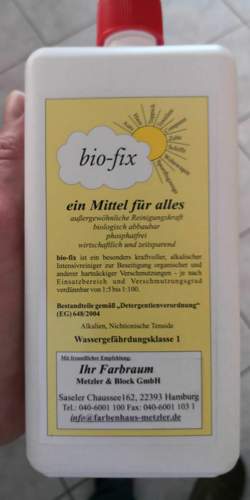 bio-fix
ein Mittel für alles
außergewöhnliche Reinigungskraft
biologisch abbaubar
phosphatfrei
wirtschaftlich und zeitsparend
bio-fix ist ein besonders kraftvoller, alkalischer
Intensivreiniger zur Beseitigung organischer und
anderer hartnäckiger Verschmutzungen - je nach
Einsatzbereich und Verschmutzungsgrad
verdünnbar von 1:5 bis 1:100.
Bestandteile gemäß „Detergentienverordnung“
(EG) 648/2004
Alkalien, Nichtionische Tenside
Wassergefährdungsklasse 1
Mit freundlicher Empfehlung,
Ihr Farbraum
Metzler & Block GmbH
Saseler Chaussee 162, 22393 Hamburg
Tel.: 040-6001 100 Fax: 040-6001 103 1
info@farbenhaus-metzler.de